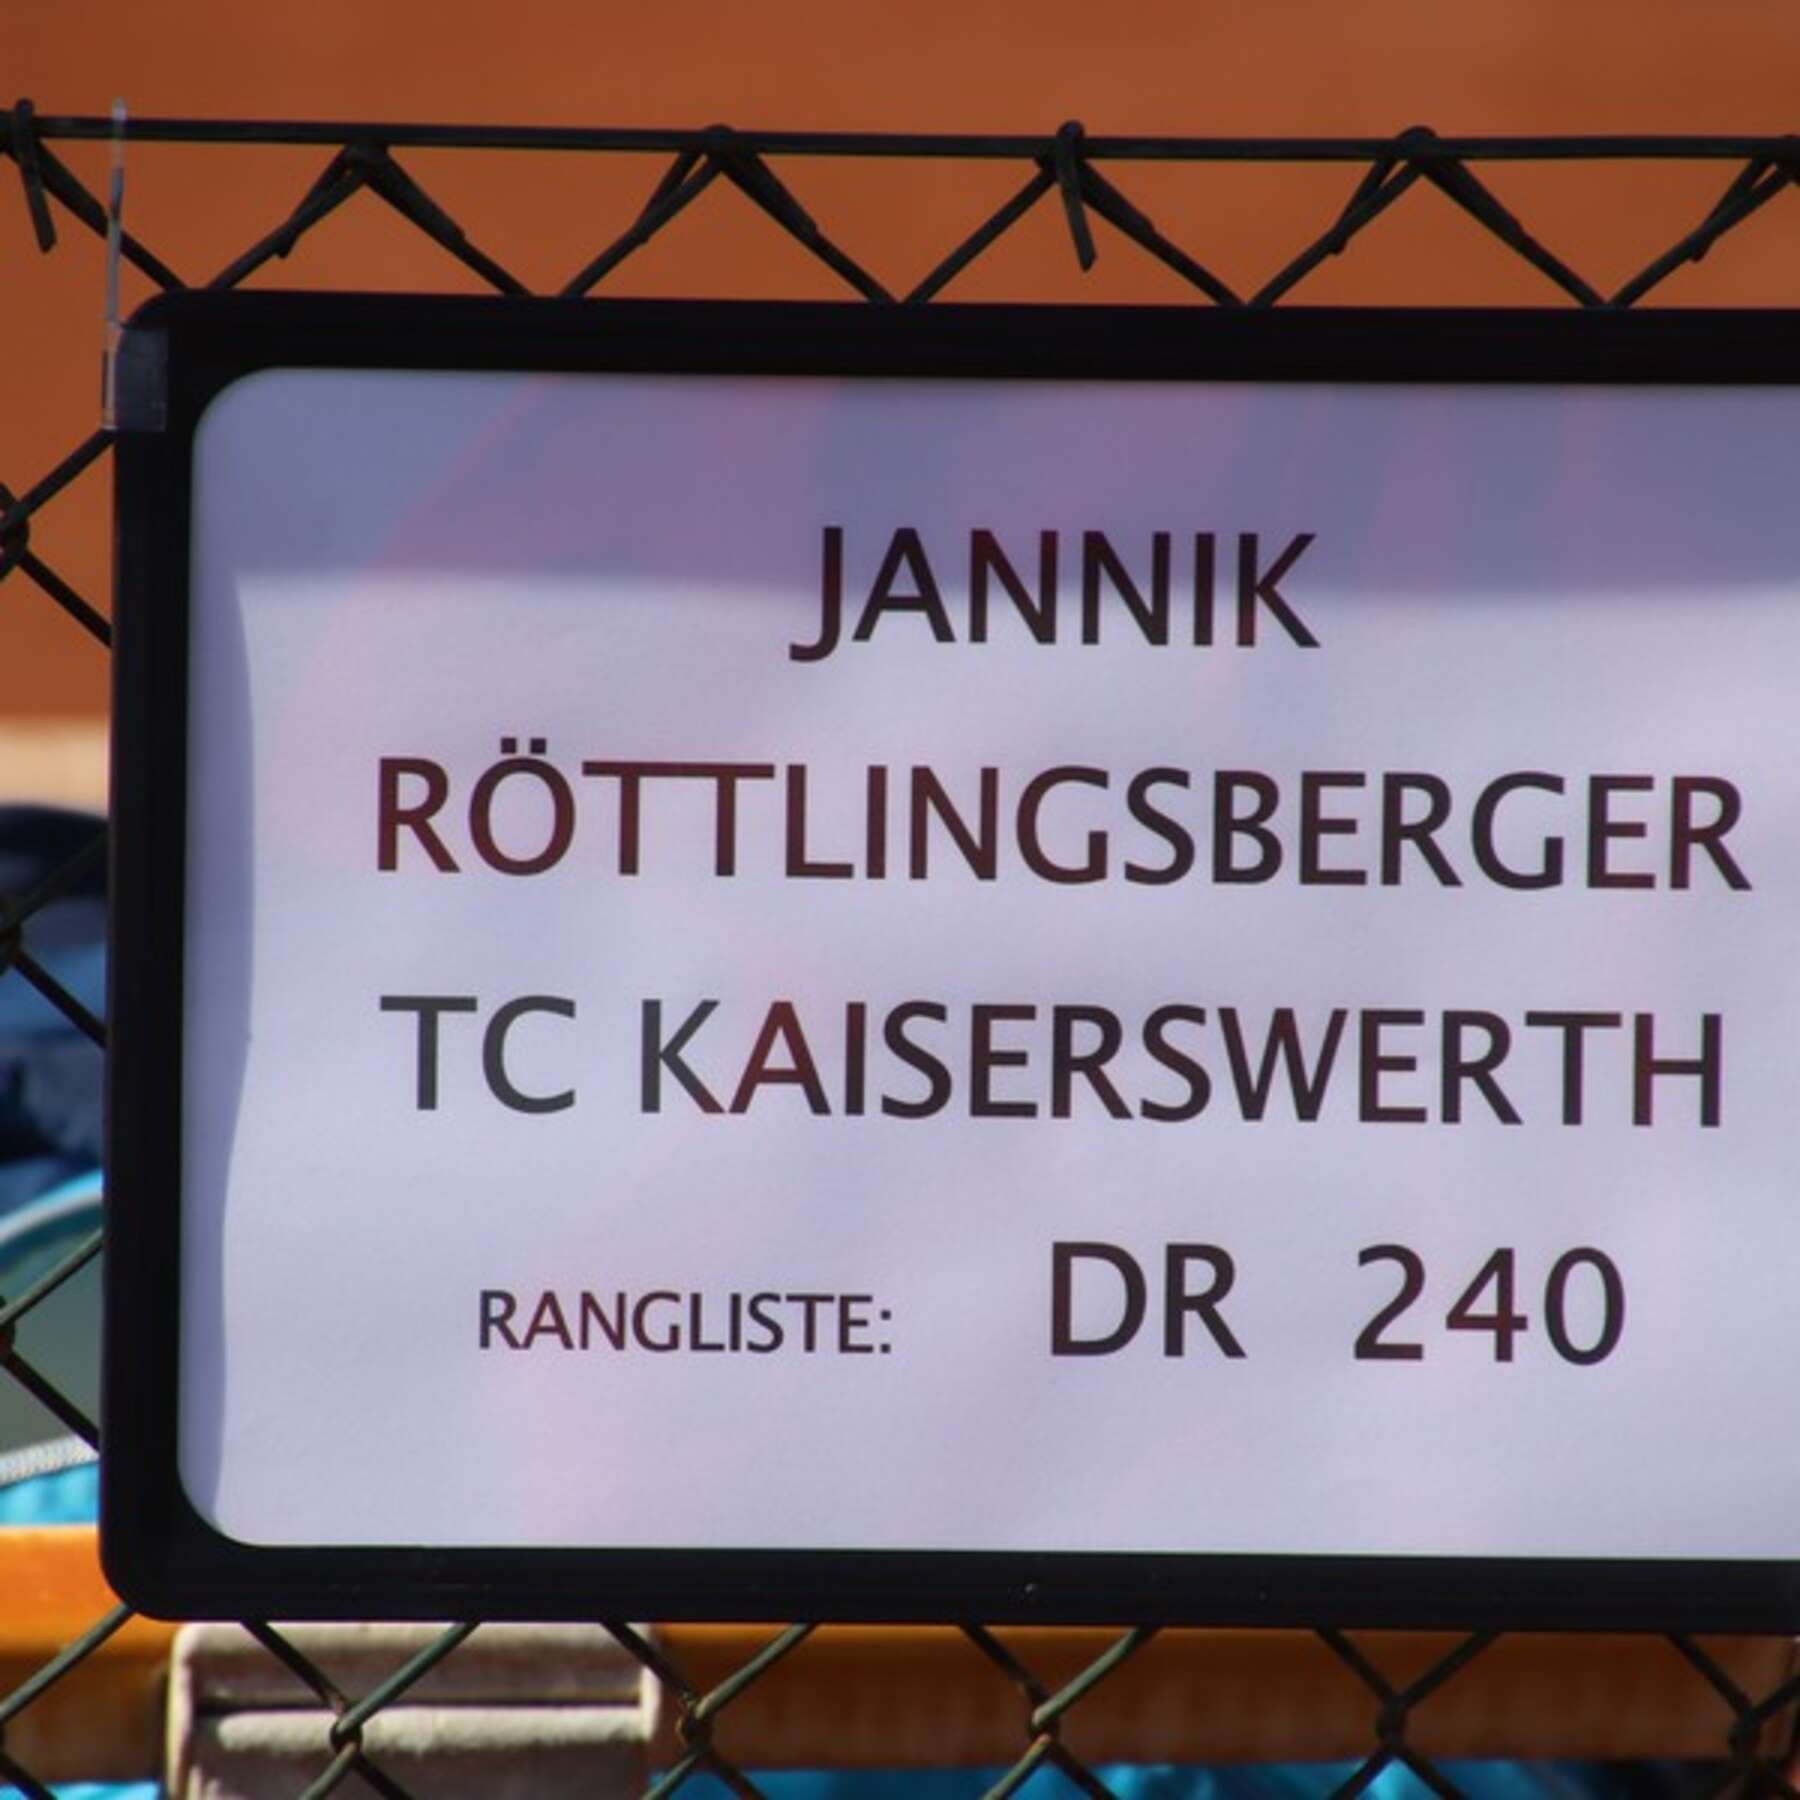 JANNIK
RÖTTLINGSBERGER
TC KAISERSWERTH
RANGLISTE: DR 240